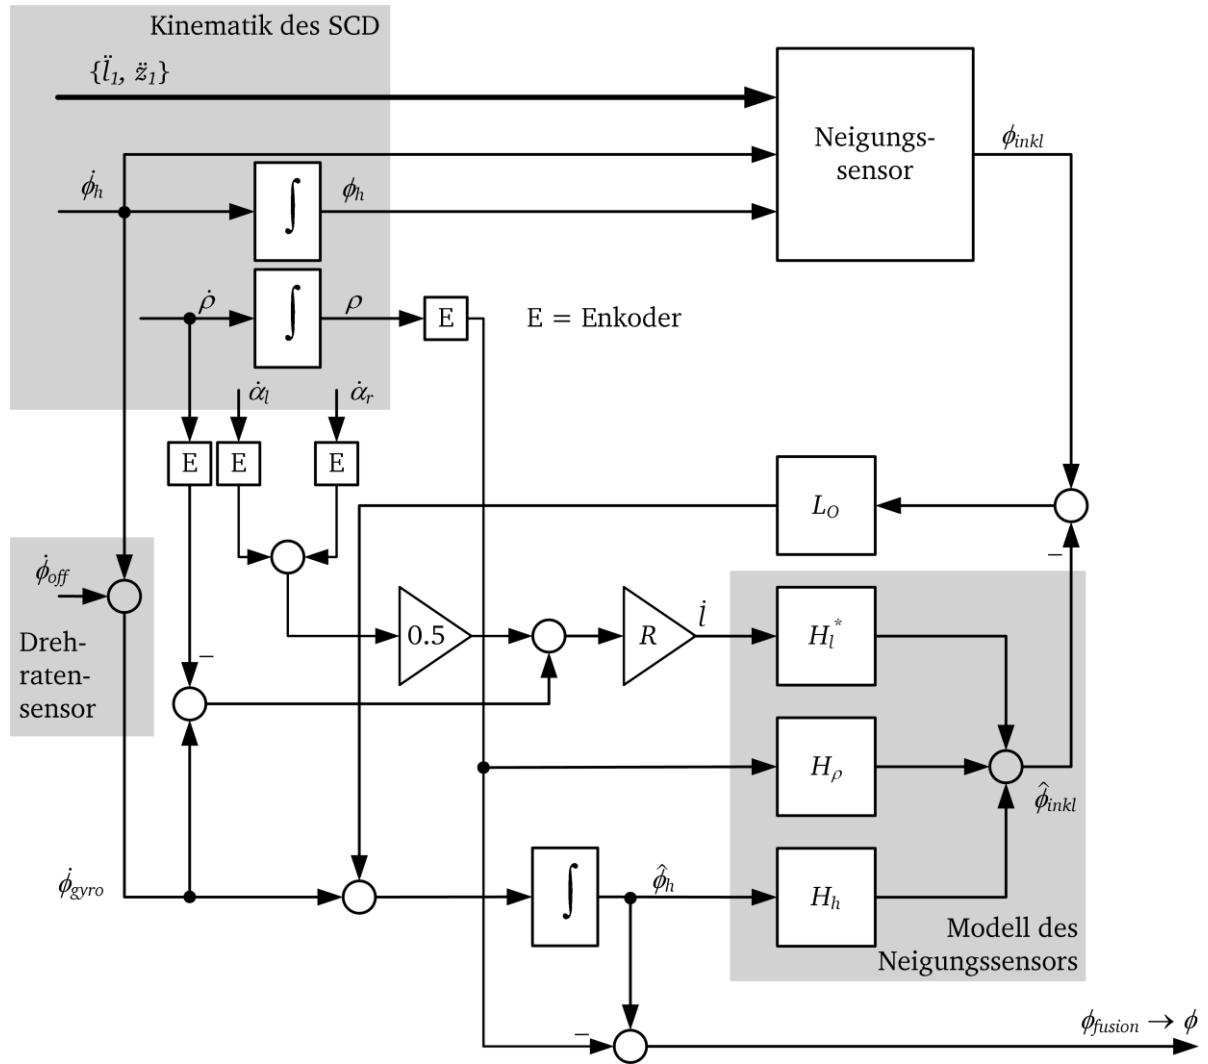 Kinematik des SCD
{l̈₁, z̈₁}
Neigungs-
sensor
ϕ_inkl
ϕ̇_h
∫
ϕ_h
ρ̇
∫
ρ
E
E = Enkoder
α̇_l
α̇_r
E
E
E
L_O
–
ϕ̇_off
Dreh-
raten-
sensor
–
0.5
R
l̇
H_l^*
H_ρ
ϕ̂_inkl
ϕ̇_gyro
∫
ϕ̂_h
H_h
Modell des
Neigungssensors
–
ϕ_fusion → ϕ